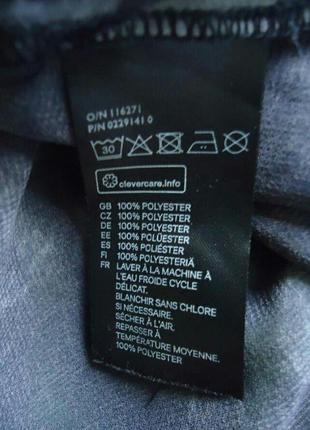 O/N 116271
P/N 0229141 0
30
clevercare.info
GB 100% POLYESTER
CZ 100% POLYESTER
DE 100% POLYESTER
EE 100% POLÜESTER
ES 100% POLIÉSTER
FI 100% POLYESTERIÄ
FR LAVER À LA MACHINE À
L'EAU FROIDE CYCLE
DÉLICAT.
BLANCHIR SANS CHLORE
SI NÉCESSAIRE.
SÉCHER À L'AIR.
REPASSER À
TEMPÉRATURE MOYENNE.
100% POLYESTER